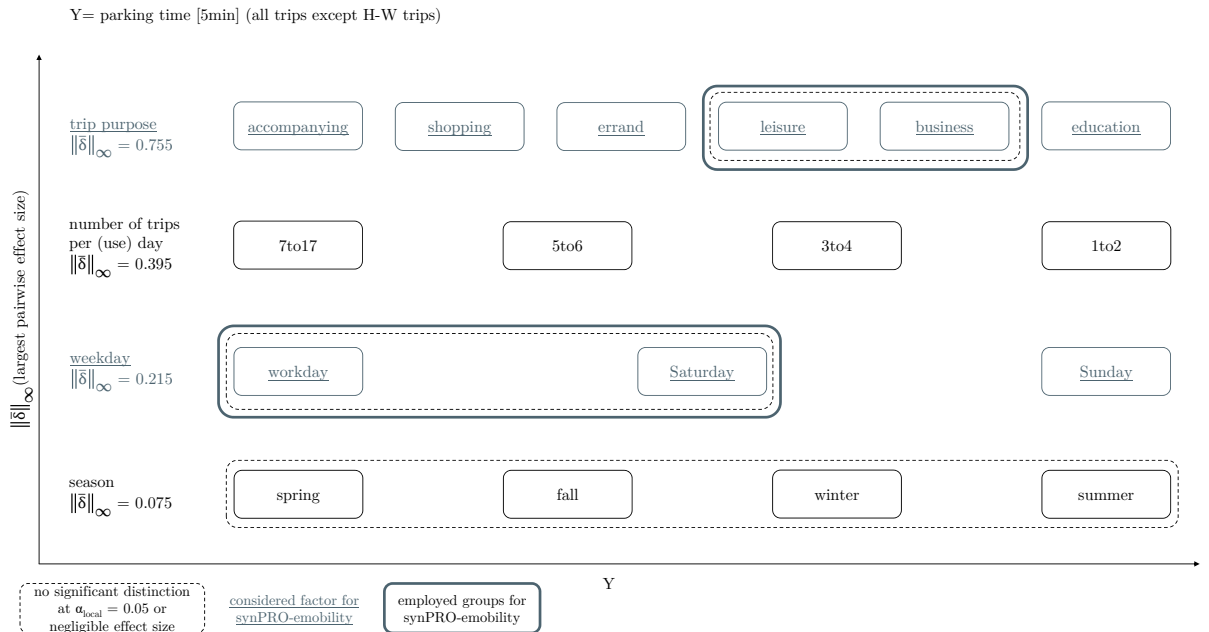 Y= parking time [5min] (all trips except H-W trips)
‖δ̄‖∞(largest pairwise effect size)
trip purpose
‖δ̄‖∞ = 0.755
accompanying
shopping
errand
leisure
business
education
number of trips
per (use) day
‖δ̄‖∞ = 0.395
7to17
5to6
3to4
1to2
weekday
‖δ̄‖∞ = 0.215
workday
Saturday
Sunday
season
‖δ̄‖∞ = 0.075
spring
fall
winter
summer
Y
no significant distinction
at αlocal = 0.05 or
negligible effect size
considered factor for
synPRO-emobility
employed groups for
synPRO-emobility